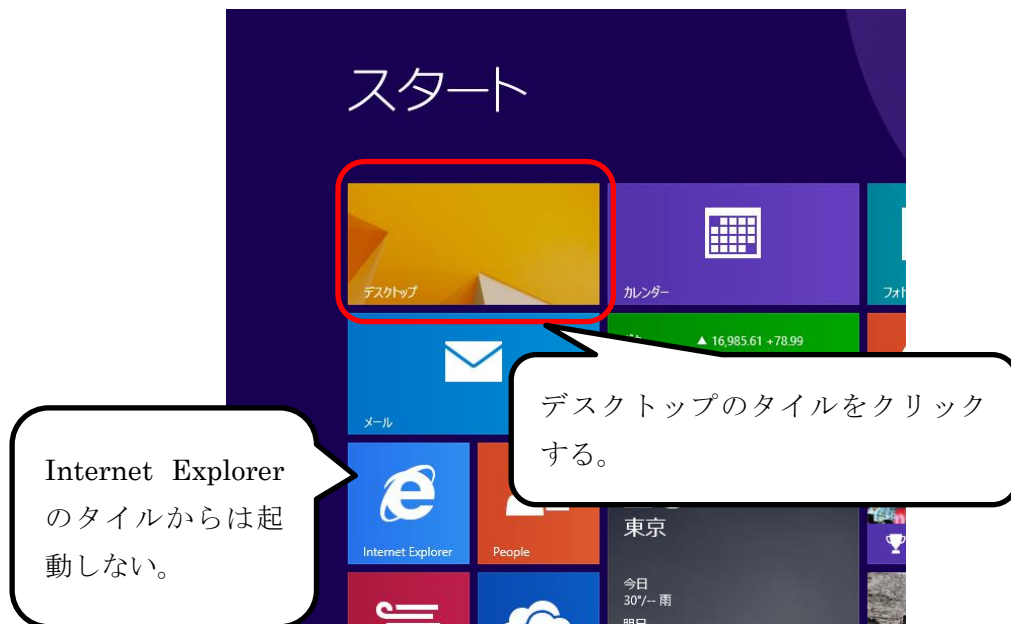 スタート
デスクトップ
カレンダー
フォト
▲ 16,985.61 +78.99
メール
デスクトップのタイルをクリック
する。
Internet Explorer
のタイルからは起
動しない。
Internet Explorer
People
東京
今日
30°/-- 雨
明日